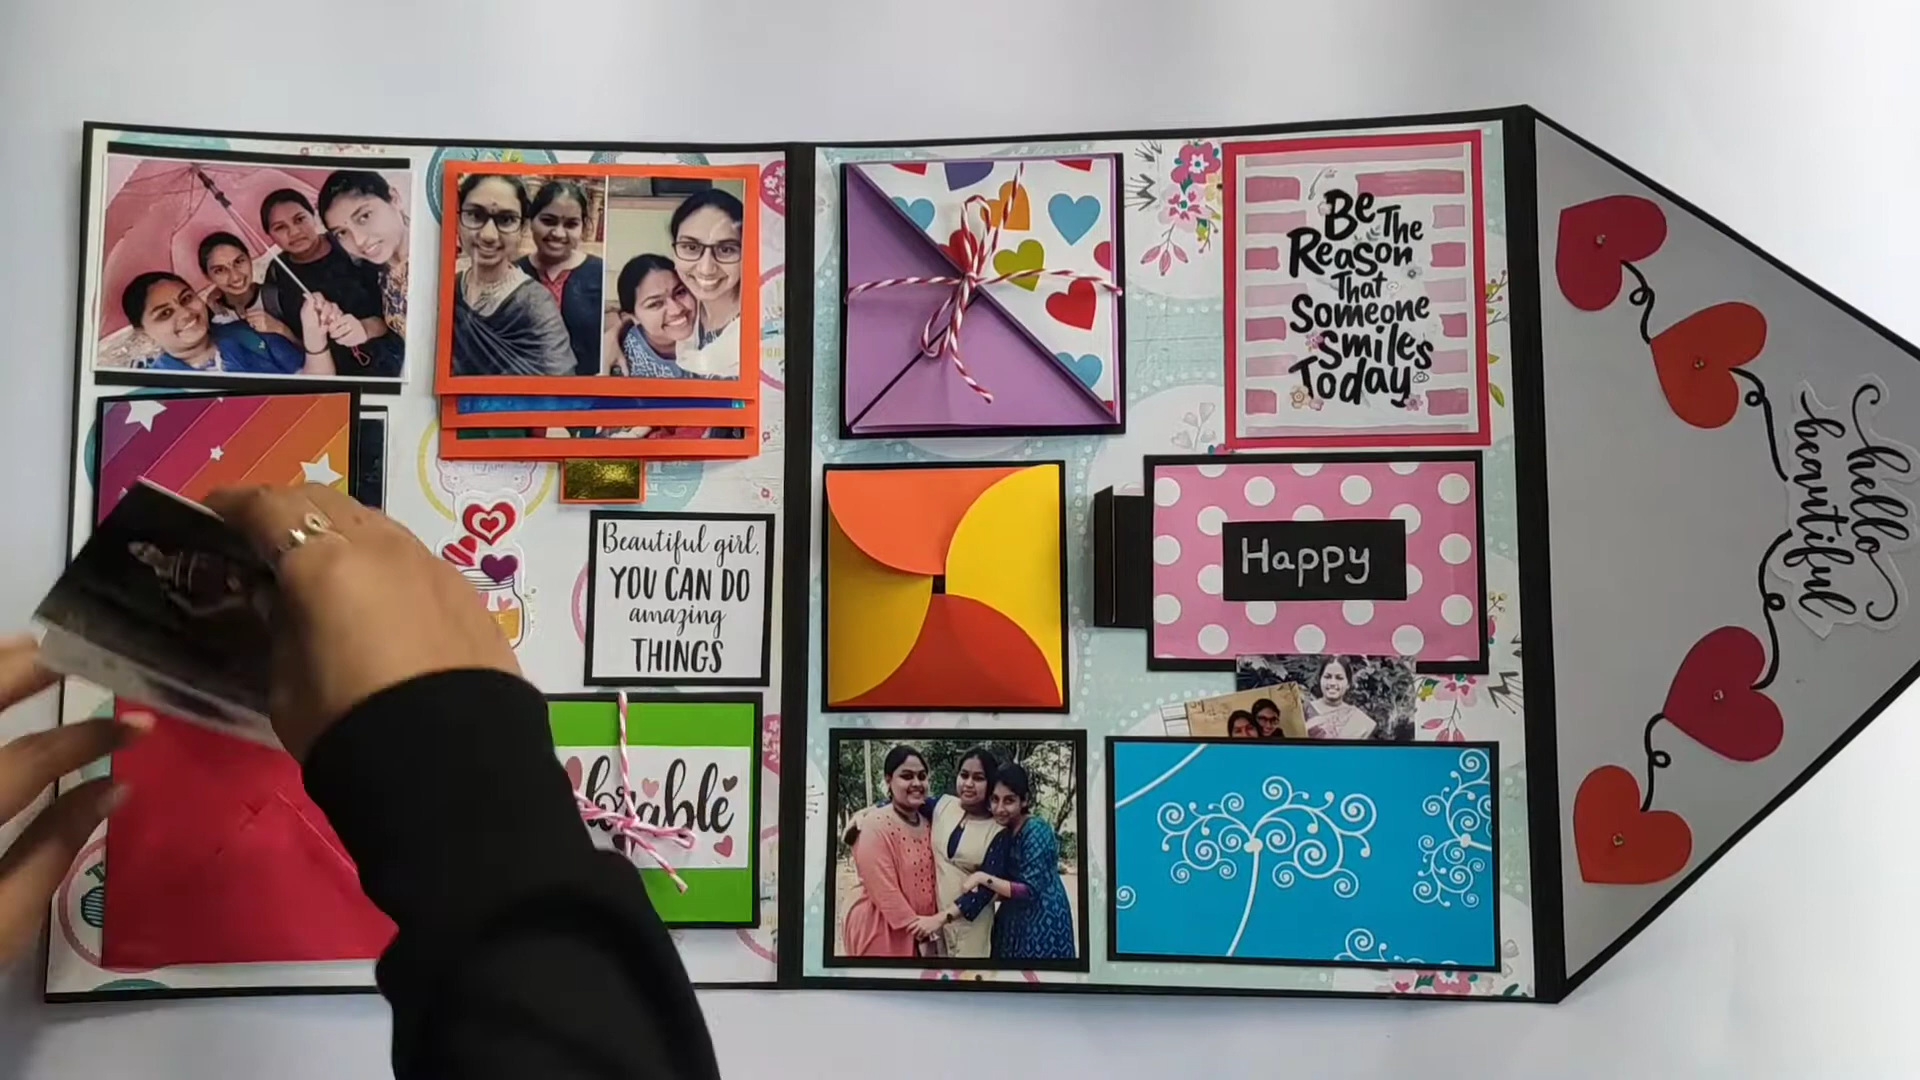 Be The
Reason
That
Someone
Smiles
Today
Beautiful girl,
YOU CAN DO
amazing
THINGS
Happy
hello
beautiful